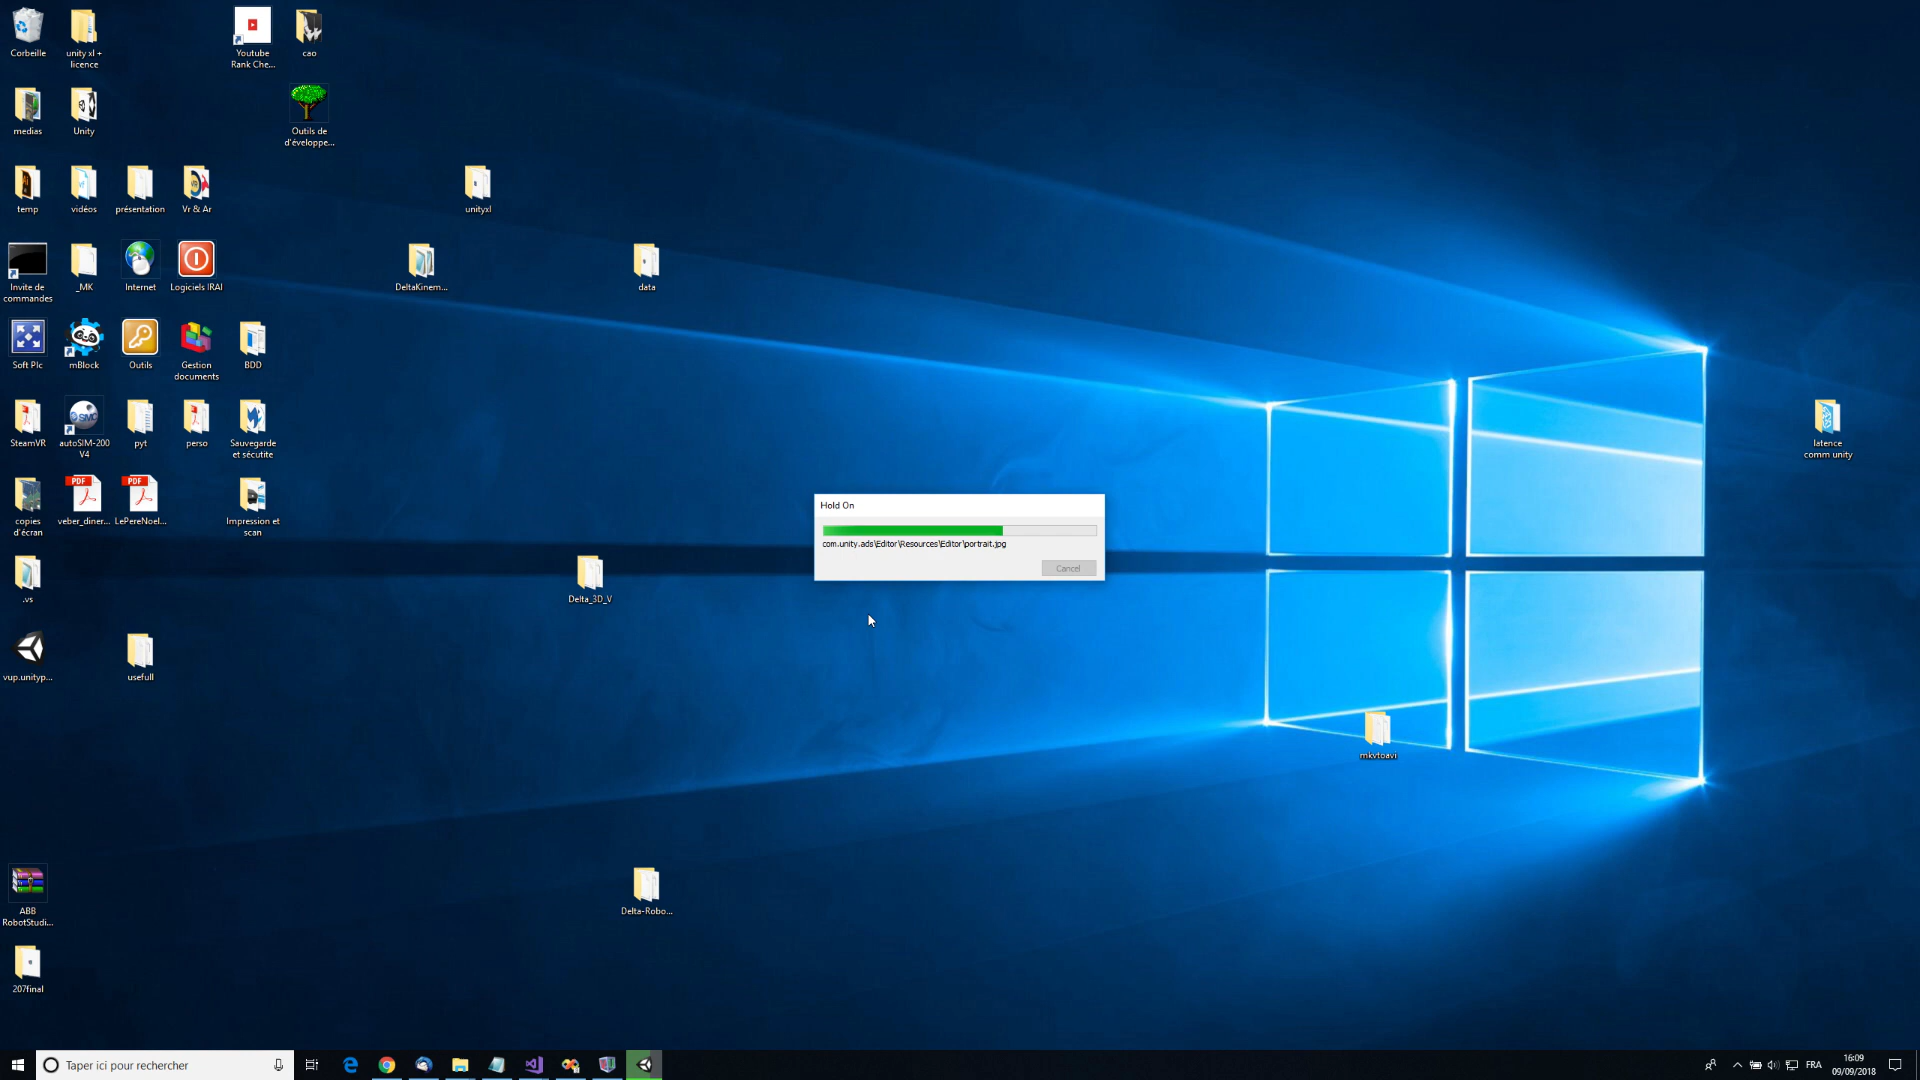 Corbeille
unity xl +
licence
Youtube
Rank Che...
cao
medias
Unity
Outils de
d'éveloppe...
temp
vidéos
présentation
Vr & Ar
unityxl
Invite de
commandes
_MK
Internet
Logiciels IRAI
DeltaKinem...
data
Soft Plc
mBlock
Outils
Gestion
documents
BDD
SteamVR
autoSIM-200
V4
pyt
perso
Sauvegarde
et sécutite
latence
comm unity
PDF
PDF
copies
d'écran
veber_diner...
LePereNoel...
Impression et
scan
Hold On
com.unity.ads\Editor\Resources\Editor\portrait.jpg
Cancel
.vs
Delta_3D_V
vup.unityp...
usefull
mkvtoavi
ABB
RobotStudi...
Delta-Robo...
207final
Taper ici pour rechercher
FRA
16:09
09/09/2018